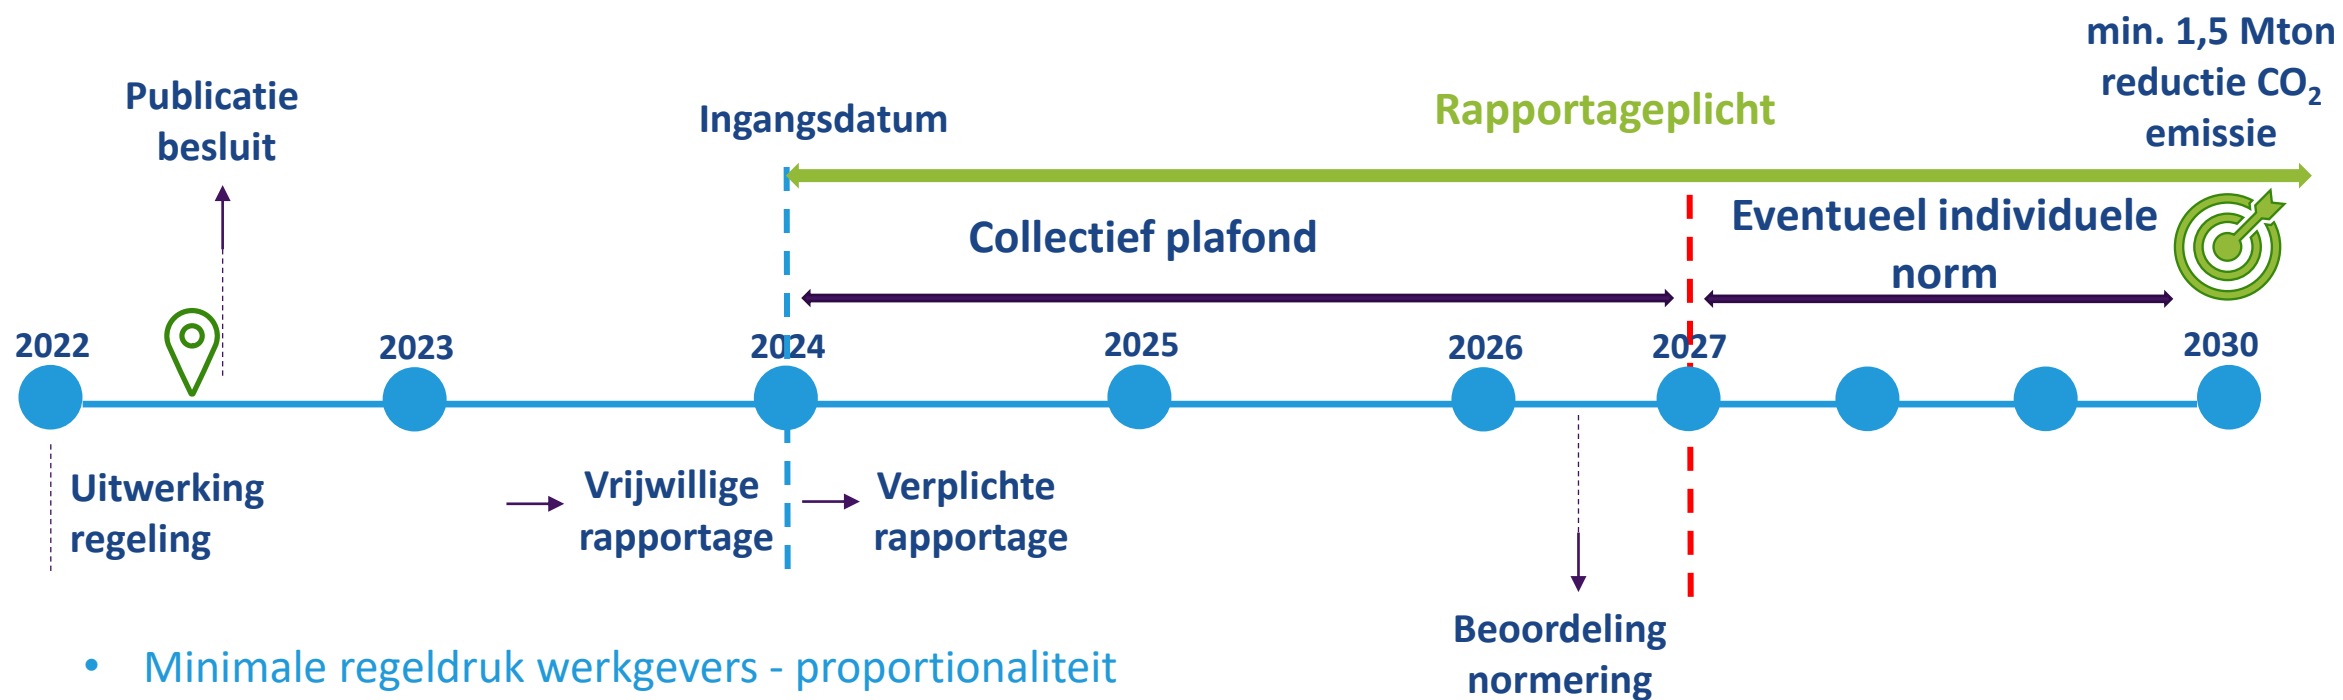 min. 1,5 Mton
reductie CO₂
emissie
Publicatie
besluit
Ingangsdatum
Rapportageplicht
Collectief plafond
Eventueel individuele
norm
2022
2023
2024
2025
2026
2027
2030
Uitwerking
regeling
Vrijwillige
rapportage
Verplichte
rapportage
Beoordeling
normering
• Minimale regeldruk werkgevers - proportionaliteit